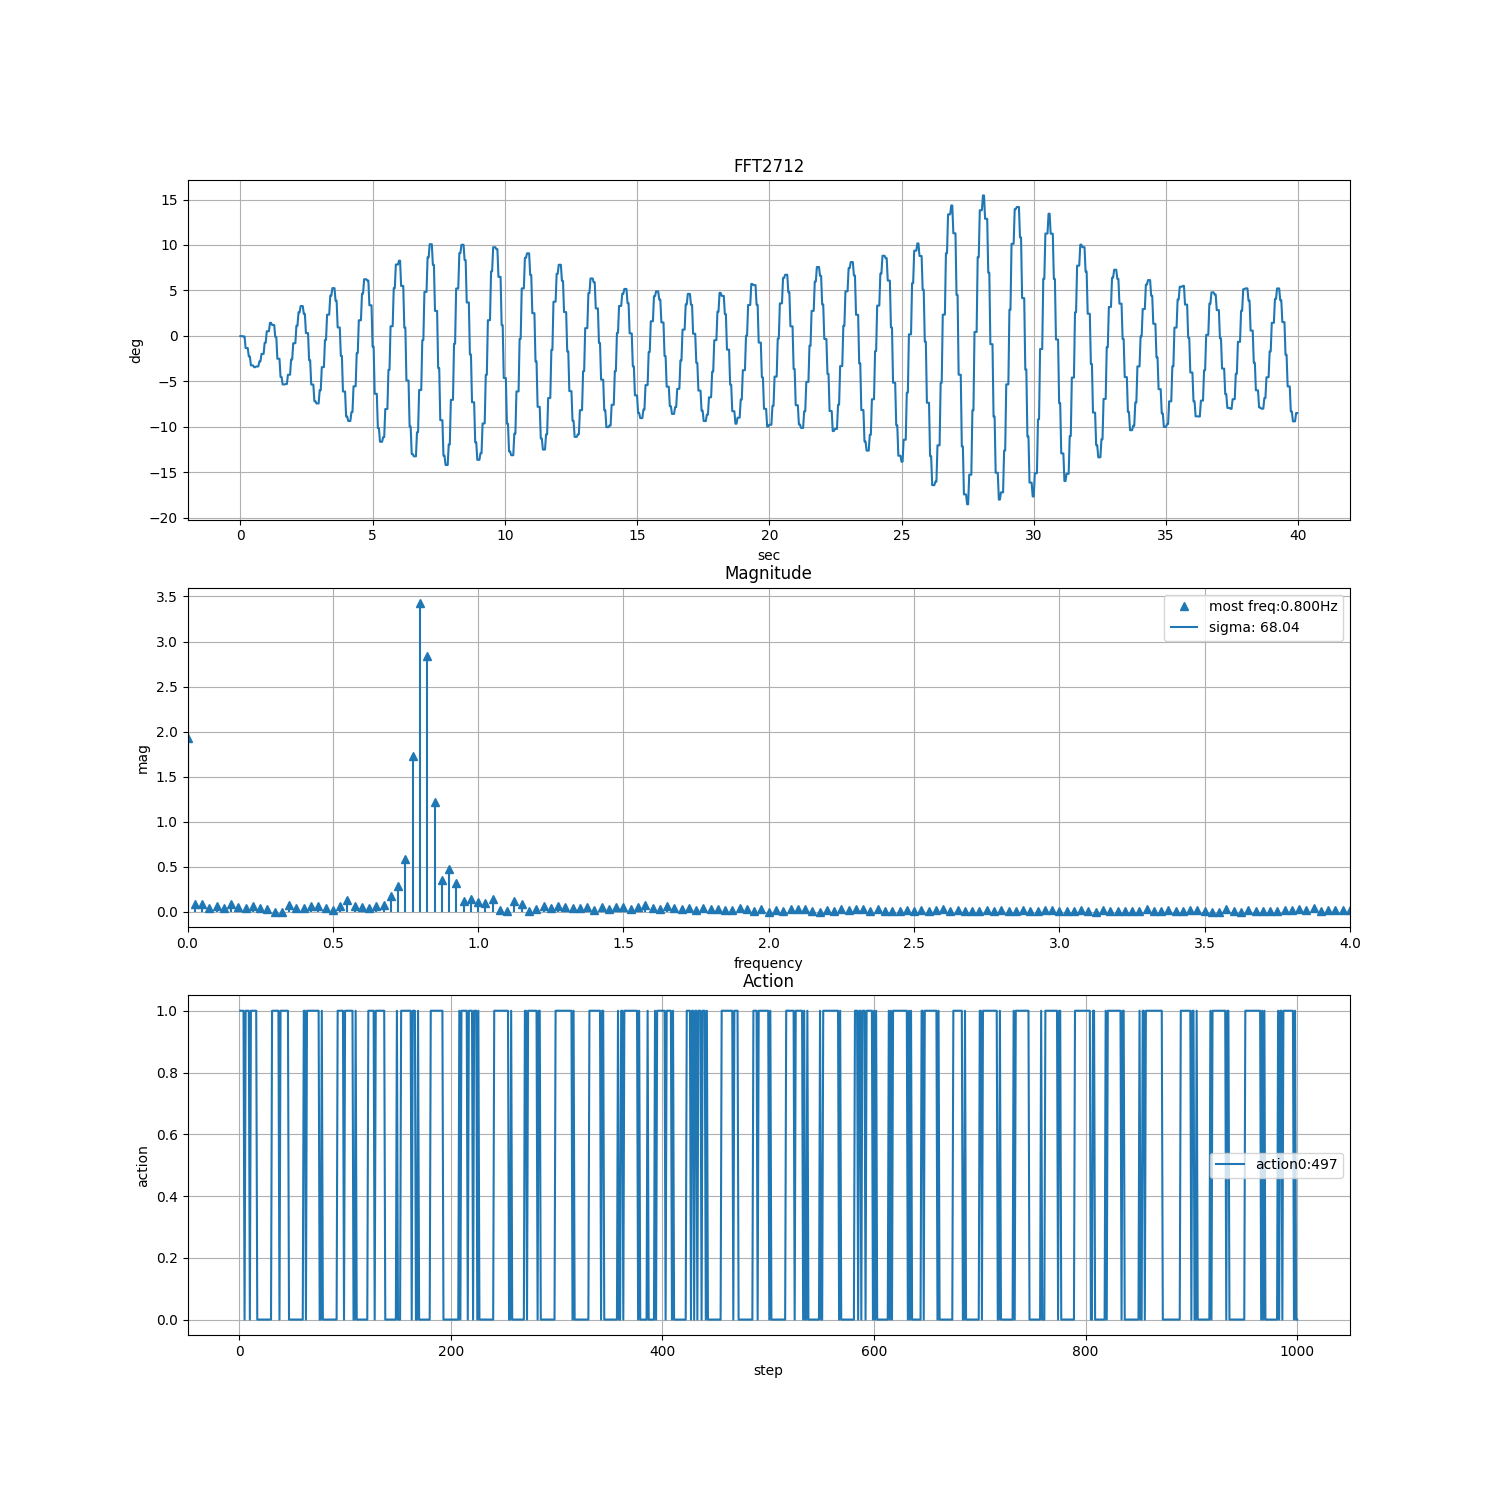 FFT2712
15
10
5
0
−5
−10
−15
−20
deg
0 5 10 15 20 25 30 35 40
sec
Magnitude
3.5
3.0
2.5
2.0
1.5
1.0
0.5
0.0
mag
most freq:0.800Hz
sigma: 68.04
0.0 0.5 1.0 1.5 2.0 2.5 3.0 3.5 4.0
frequency
Action
1.0
0.8
0.6
0.4
0.2
0.0
action
action0:497
0 200 400 600 800 1000
step